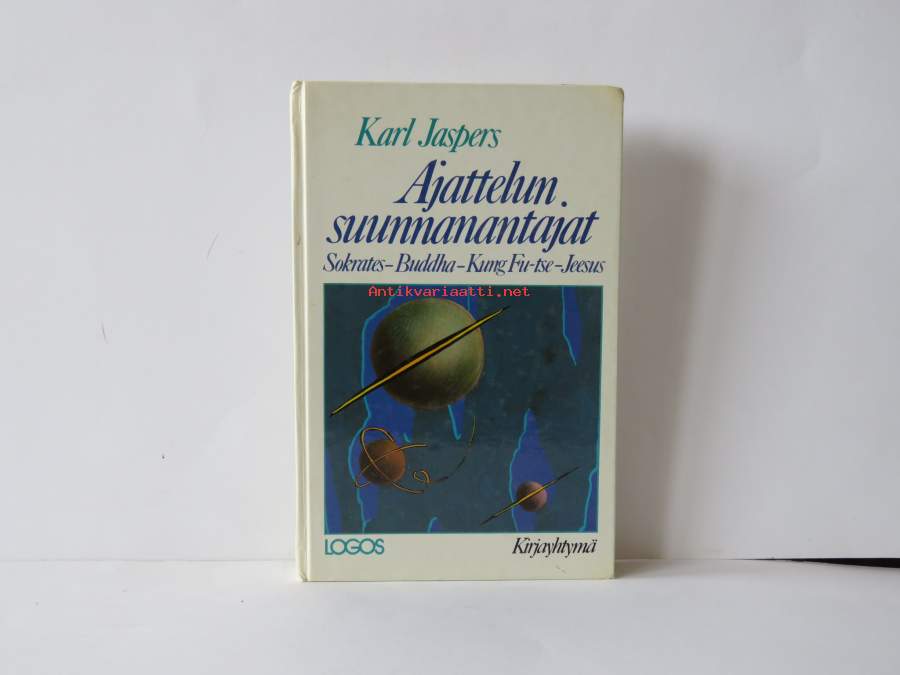 Karl Jaspers
Ajattelun
suunnanantajat
Sokrates–Buddha–Kung Fu-tse–Jeesus
Antikvariaatti.net
LOGOS
Kirjayhtymä